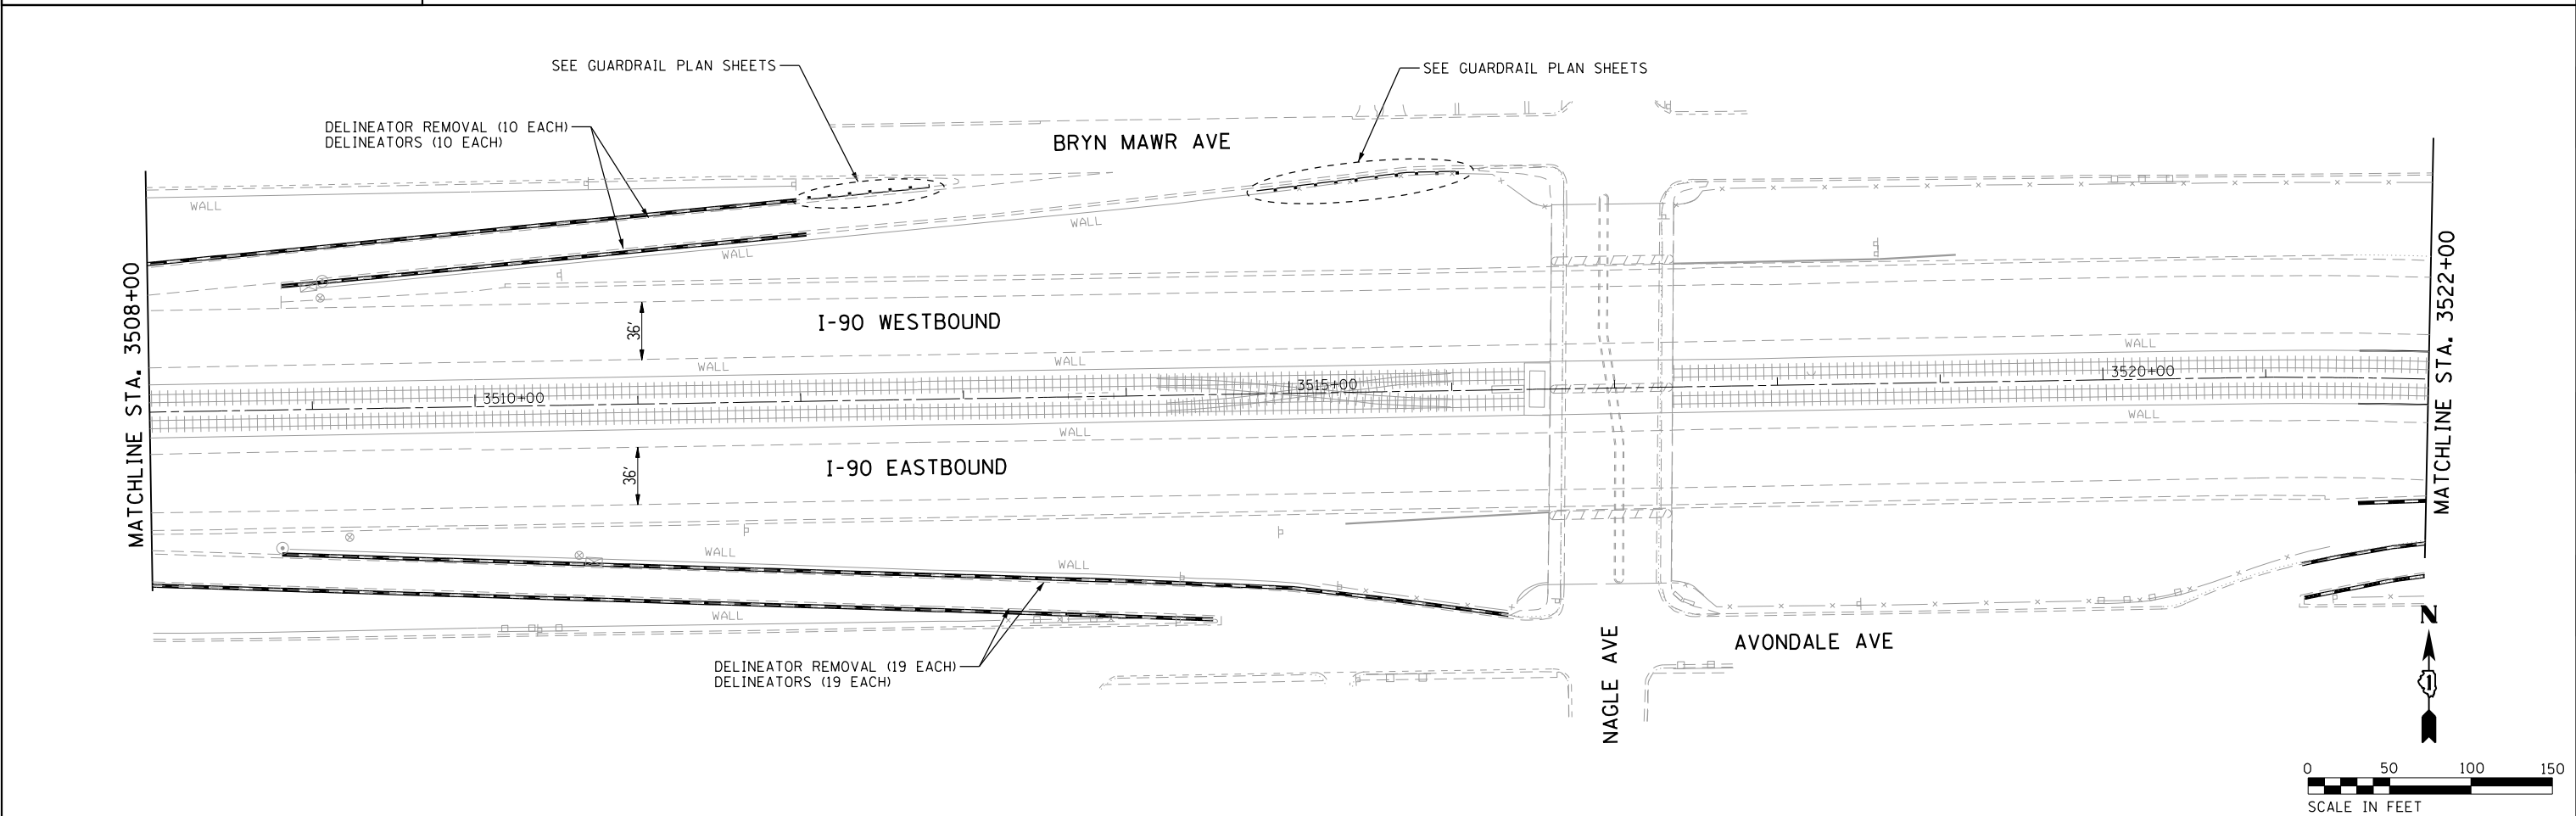 SEE GUARDRAIL PLAN SHEETS
SEE GUARDRAIL PLAN SHEETS
DELINEATOR REMOVAL (10 EACH)
DELINEATORS (10 EACH)
BRYN MAWR AVE
WALL
WALL
WALL
MATCHLINE STA. 3508+00
MATCHLINE STA. 3522+00
I-90 WESTBOUND
36'
WALL
WALL
WALL
3510+00
3515+00
3520+00
WALL
WALL
I-90 EASTBOUND
36'
WALL
WALL
WALL
DELINEATOR REMOVAL (19 EACH)
DELINEATORS (19 EACH)
NAGLE AVE
AVONDALE AVE
N
1
0 50 100 150
SCALE IN FEET